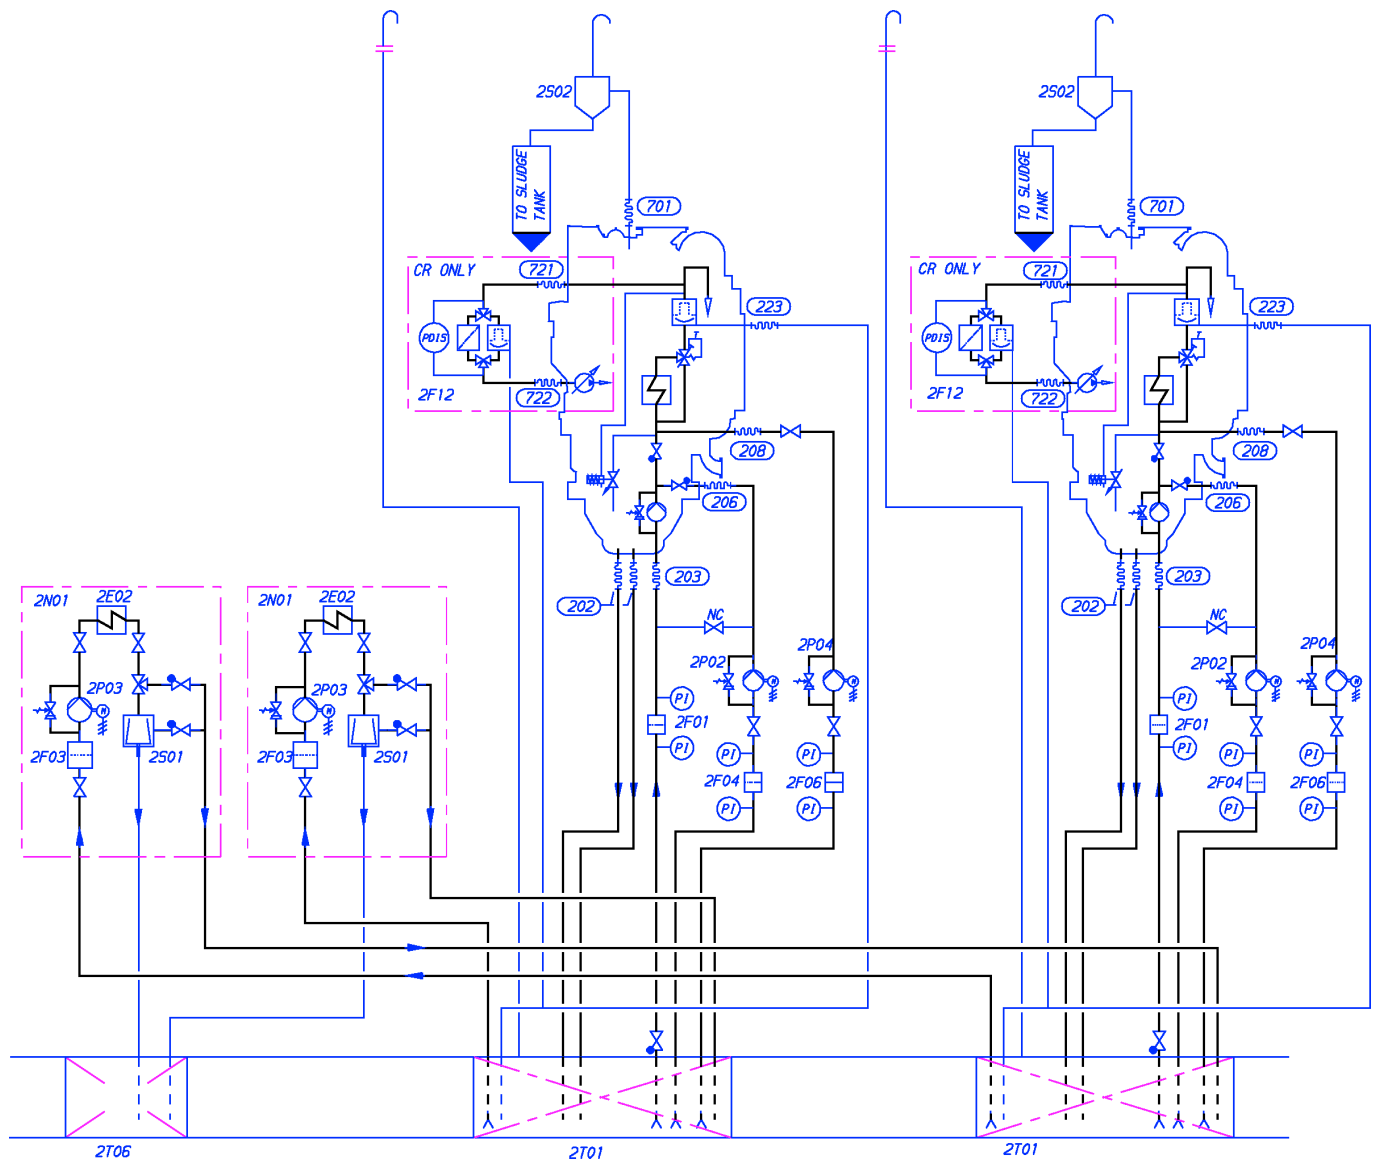 2S02
2S02
TO SLUDGE
TANK
TO SLUDGE
TANK
701
701
CR ONLY
721
CR ONLY
721
223
223
PDIS
PDIS
2F12
722
2F12
722
208
208
206
206
203
203
202
202
2N01
2E02
2N01
2E02
NC
NC
2P02
2P04
2P02
2P04
2P03
2P03
M
M
M
M
M
M
PI
PI
2F01
2F01
PI
PI
2F03
2S01
2F03
2S01
PI
PI
PI
PI
2F04
2F06
2F04
2F06
PI
PI
PI
PI
2T06
2T01
2T01